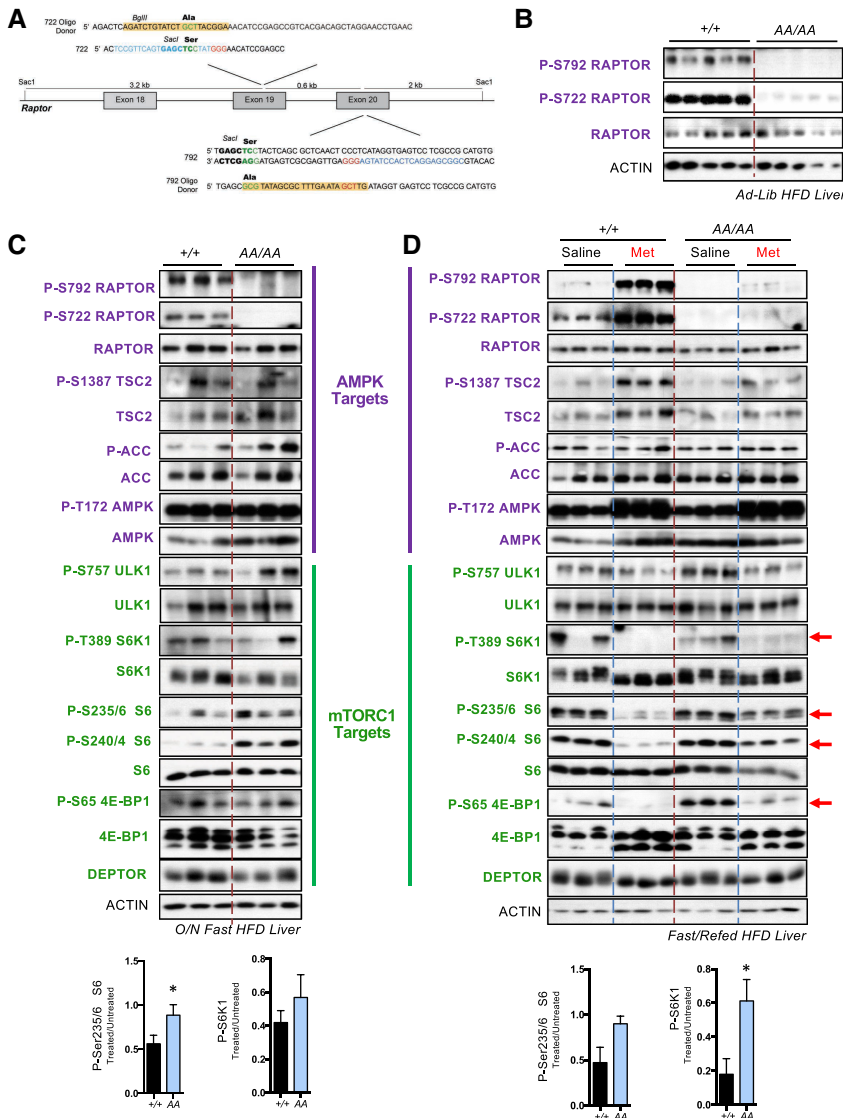 A
722 Oligo Donor
BglII
Ala
5' AGACTCAGATCTGTATCTGCTTACGGAAACATCCGAGCCGTCACGACAGCTAGGAACCTGAAC
SacI
Ser
722 5' ACTCCGTTCAGTGAGCTCCTATGGGAACATCCGAGCC
Sac1
3.2 kb
0.6 kb
2 kb
Sac1
Raptor
Exon 18
Exon 19
Exon 20
SacI
Ser
792
5' TGAGCTCCTACTCAGCGCTCAACTCCCTCATAGGTGAGTCCTCGCCGCATGTG
3' ACTCGAGGATGAGTCGCGAGTTGAGGGAGTATCCACTCAGGAGCGGCGTACAC
Ala
792 Oligo Donor
5' TGAGCGCGTATAGCGCTTTGAATAGCTTGATAGGTGAGTCCTCGCCGCATGTG
B
+/+
AA/AA
P-S792 RAPTOR
P-S722 RAPTOR
RAPTOR
ACTIN
Ad-Lib HFD Liver
C
+/+
AA/AA
P-S792 RAPTOR
P-S722 RAPTOR
RAPTOR
P-S1387 TSC2
TSC2
P-ACC
ACC
P-T172 AMPK
AMPK
P-S757 ULK1
ULK1
P-T389 S6K1
S6K1
P-S235/6 S6
P-S240/4 S6
S6
P-S65 4E-BP1
4E-BP1
DEPTOR
ACTIN
O/N Fast HFD Liver
AMPK
Targets
mTORC1
Targets
D
+/+
AA/AA
Saline
Met
Saline
Met
P-S792 RAPTOR
P-S722 RAPTOR
RAPTOR
P-S1387 TSC2
TSC2
P-ACC
ACC
P-T172 AMPK
AMPK
P-S757 ULK1
ULK1
P-T389 S6K1
S6K1
P-S235/6 S6
P-S240/4 S6
S6
P-S65 4E-BP1
4E-BP1
DEPTOR
ACTIN
Fast/Refed HFD Liver
P-Ser235/6 S6
Treated/Untreated
1.5
1.0
0.5
0.0
*
+/+
AA
P-S6K1
Treated/Untreated
0.8
0.6
0.4
0.2
0.0
+/+
AA
P-Ser235/6 S6
Treated/Untreated
1.5
1.0
0.5
0.0
+/+
AA
P-S6K1
Treated/Untreated
0.8
0.6
0.4
0.2
0.0
*
+/+
AA